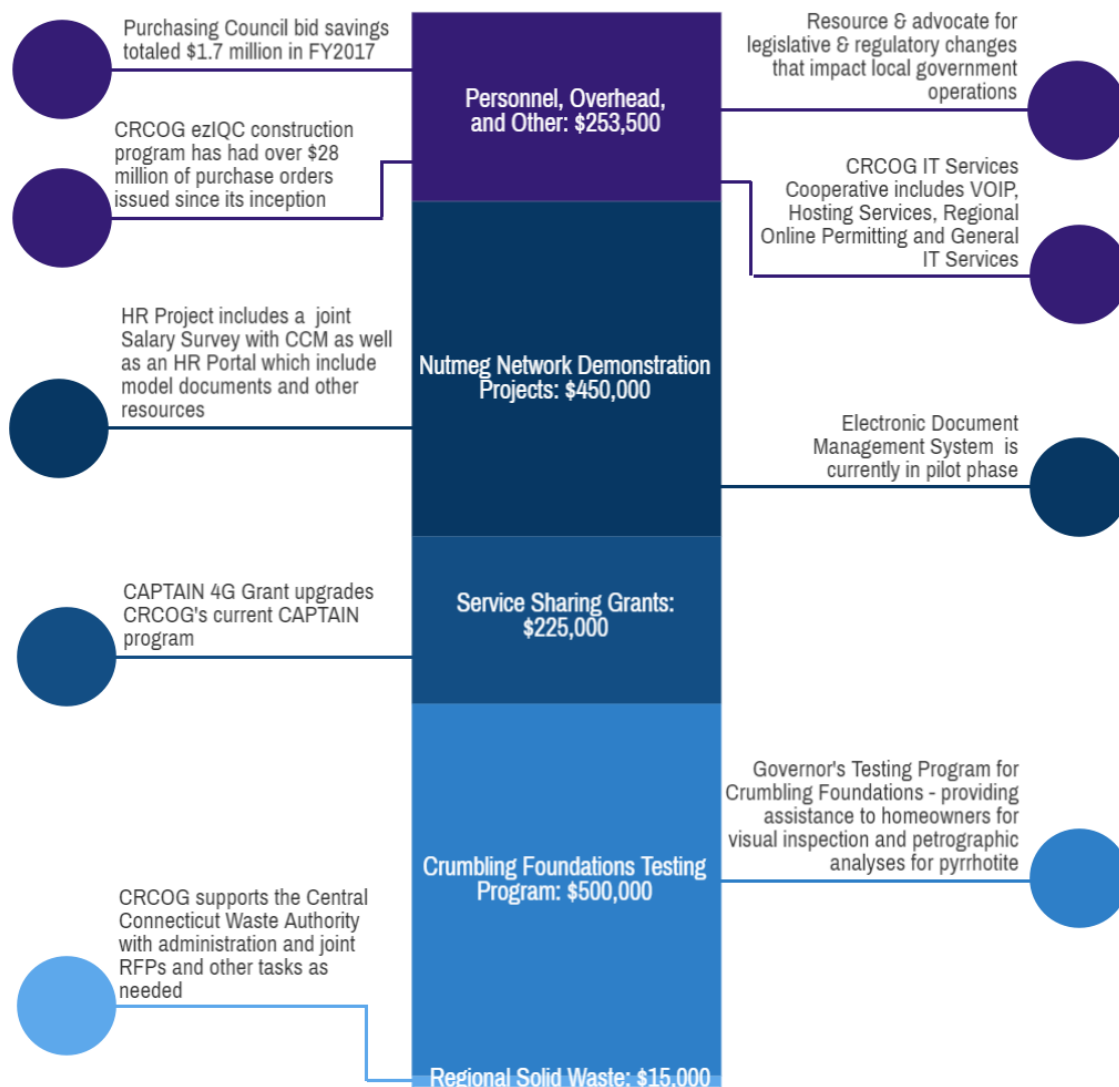 Purchasing Council bid savings
totaled $1.7 million in FY2017
CRCOG ezIQC construction
program has had over $28
million of purchase orders
issued since its inception
HR Project includes a joint
Salary Survey with CCM as well
as an HR Portal which include
model documents and other
resources
CAPTAIN 4G Grant upgrades
CRCOG's current CAPTAIN
program
CRCOG supports the Central
Connecticut Waste Authority
with administration and joint
RFPs and other tasks as
needed
Personnel, Overhead,
and Other: $253,500
Nutmeg Network Demonstration
Projects: $450,000
Service Sharing Grants:
$225,000
Crumbling Foundations Testing
Program: $500,000
Regional Solid Waste: $15,000
Resource & advocate for
legislative & regulatory changes
that impact local government
operations
CRCOG IT Services
Cooperative includes VOIP,
Hosting Services, Regional
Online Permitting and General
IT Services
Electronic Document
Management System is
currently in pilot phase
Governor's Testing Program for
Crumbling Foundations - providing
assistance to homeowners for
visual inspection and petrographic
analyses for pyrrhotite